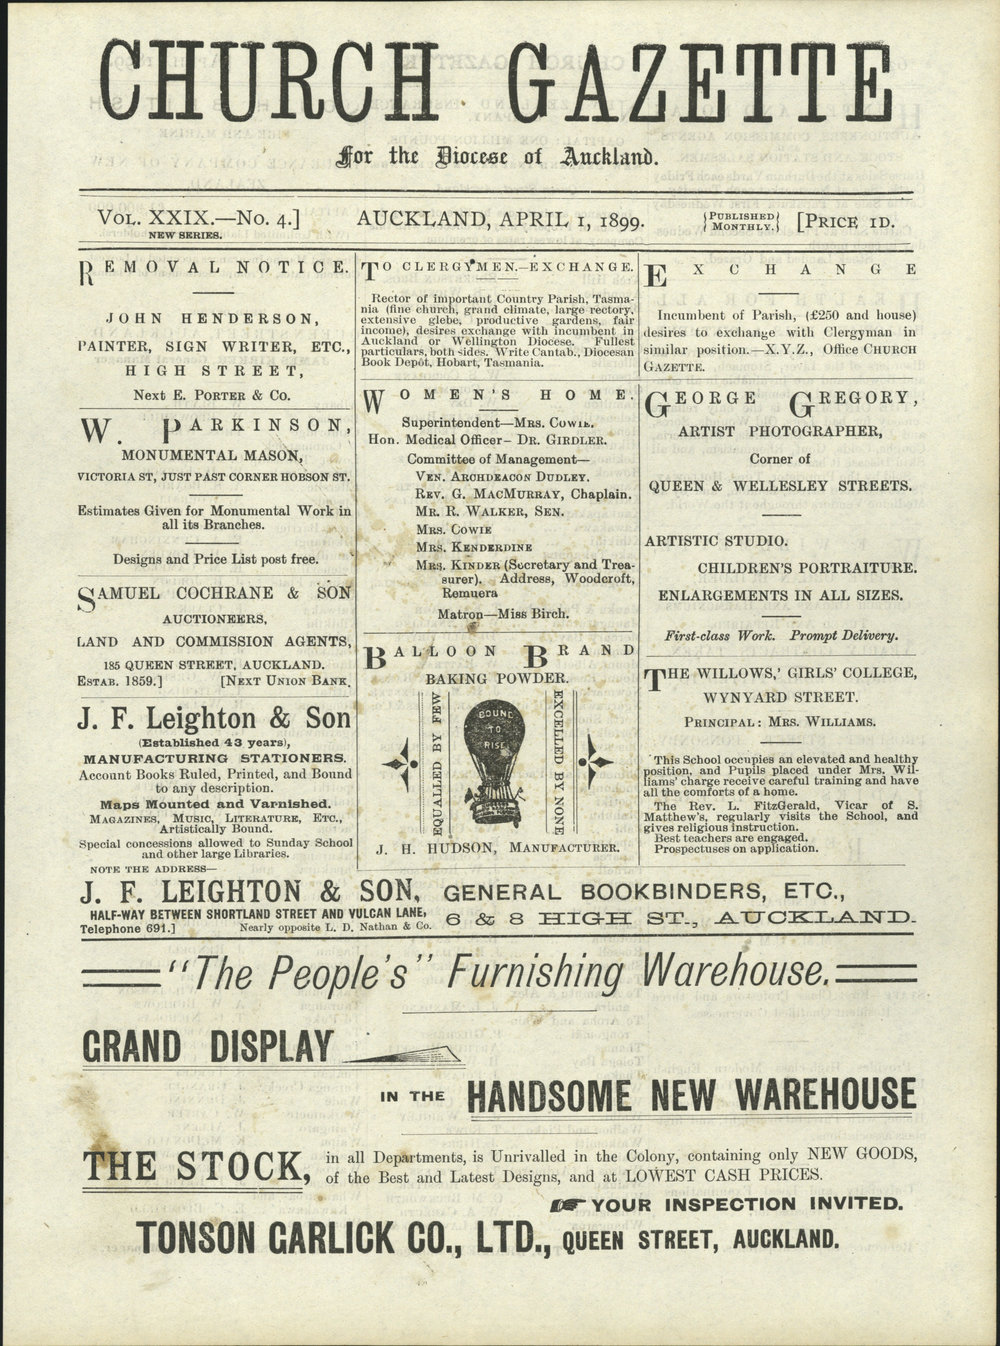 CHURCH GAZETTE
For the Diocese of Auckland.
VOL. XXIX.—No. 4.]
NEW SERIES.
AUCKLAND, APRIL 1, 1899.
{PUBLISHED MONTHLY.}
[PRICE 1D.
REMOVAL NOTICE.
JOHN HENDERSON,
PAINTER, SIGN WRITER, ETC.,
HIGH STREET,
Next E. PORTER & Co.
W. PARKINSON,
MONUMENTAL MASON,
VICTORIA ST, JUST PAST CORNER HOBSON ST.
Estimates Given for Monumental Work in
all its Branches.
Designs and Price List post free.
SAMUEL COCHRANE & SON
AUCTIONEERS,
LAND AND COMMISSION AGENTS,
185 QUEEN STREET, AUCKLAND.
ESTAB. 1859.] [NEXT UNION BANK.
J. F. Leighton & Son
(Established 43 years),
MANUFACTURING STATIONERS.
Account Books Ruled, Printed, and Bound
to any description.
Maps Mounted and Varnished.
MAGAZINES, MUSIC, LITERATURE, ETC.,
Artistically Bound.
Special concessions allowed to Sunday School
and other large Libraries.
NOTE THE ADDRESS—
TO CLERGYMEN.—EXCHANGE.
Rector of important Country Parish, Tasma-
nia (fine church, grand climate, large rectory,
extensive glebe, productive gardens, fair
income), desires exchange with incumbent in
Auckland or Wellington Diocese. Fullest
particulars, both sides. Write Cantab., Diocesan
Book Depôt, Hobart, Tasmania.
WOMEN'S HOME.
Superintendent—MRS. COWIE.
Hon. Medical Officer—DR. GIRDLER.
Committee of Management—
VEN. ARCHDEACON DUDLEY.
REV. G. MACMURRAY, Chaplain.
MR. R. WALKER, SEN.
MRS. COWIE
MRS. KENDERDINE
MRS. KINDER (Secretary and Trea-
surer). Address, Woodcroft,
Remuera
Matron—Miss Birch.
BALLOON BRAND
BAKING POWDER.
EQUALLED BY FEW
BOUND
TO
RISE
EXCELLED BY NONE
J. H. HUDSON, MANUFACTURER.
EXCHANGE
Incumbent of Parish, (£250 and house)
desires to exchange with Clergyman in
similar position.—X.Y.Z., Office CHURCH
GAZETTE.
GEORGE GREGORY,
ARTIST PHOTOGRAPHER,
Corner of
QUEEN & WELLESLEY STREETS.
ARTISTIC STUDIO.
CHILDREN'S PORTRAITURE.
ENLARGEMENTS IN ALL SIZES.
First-class Work. Prompt Delivery.
THE WILLOWS,' GIRLS' COLLEGE,
WYNYARD STREET.
PRINCIPAL: MRS. WILLIAMS.
This School occupies an elevated and healthy
position, and Pupils placed under Mrs. Wil-
liams' charge receive careful training and have
all the comforts of a home.
The Rev. L. FitzGerald, Vicar of S.
Matthew's, regularly visits the School, and
gives religious instruction.
Best teachers are engaged.
Prospectuses on application.
J. F. LEIGHTON & SON, GENERAL BOOKBINDERS, ETC.,
HALF-WAY BETWEEN SHORTLAND STREET AND VULCAN LANE,
Telephone 691.] Nearly opposite L. D. Nathan & Co.
6 & 8 HIGH ST., AUCKLAND.
"The People's" Furnishing Warehouse.
GRAND DISPLAY
IN THE HANDSOME NEW WAREHOUSE
THE STOCK, in all Departments, is Unrivalled in the Colony, containing only NEW GOODS,
of the Best and Latest Designs, and at LOWEST CASH PRICES.
YOUR INSPECTION INVITED.
TONSON GARLICK CO., LTD., QUEEN STREET, AUCKLAND.